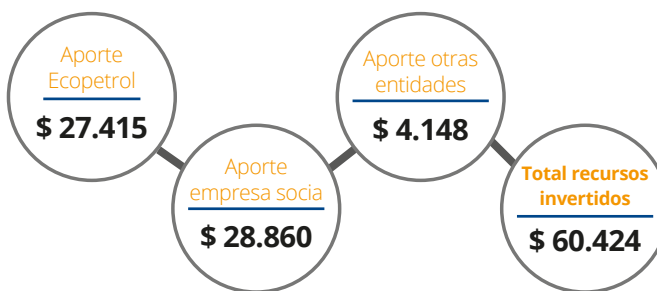 Aporte
Ecopetrol
$ 27.415
Aporte
empresa socia
$ 28.860
Aporte otras
entidades
$ 4.148
Total recursos
invertidos
$ 60.424